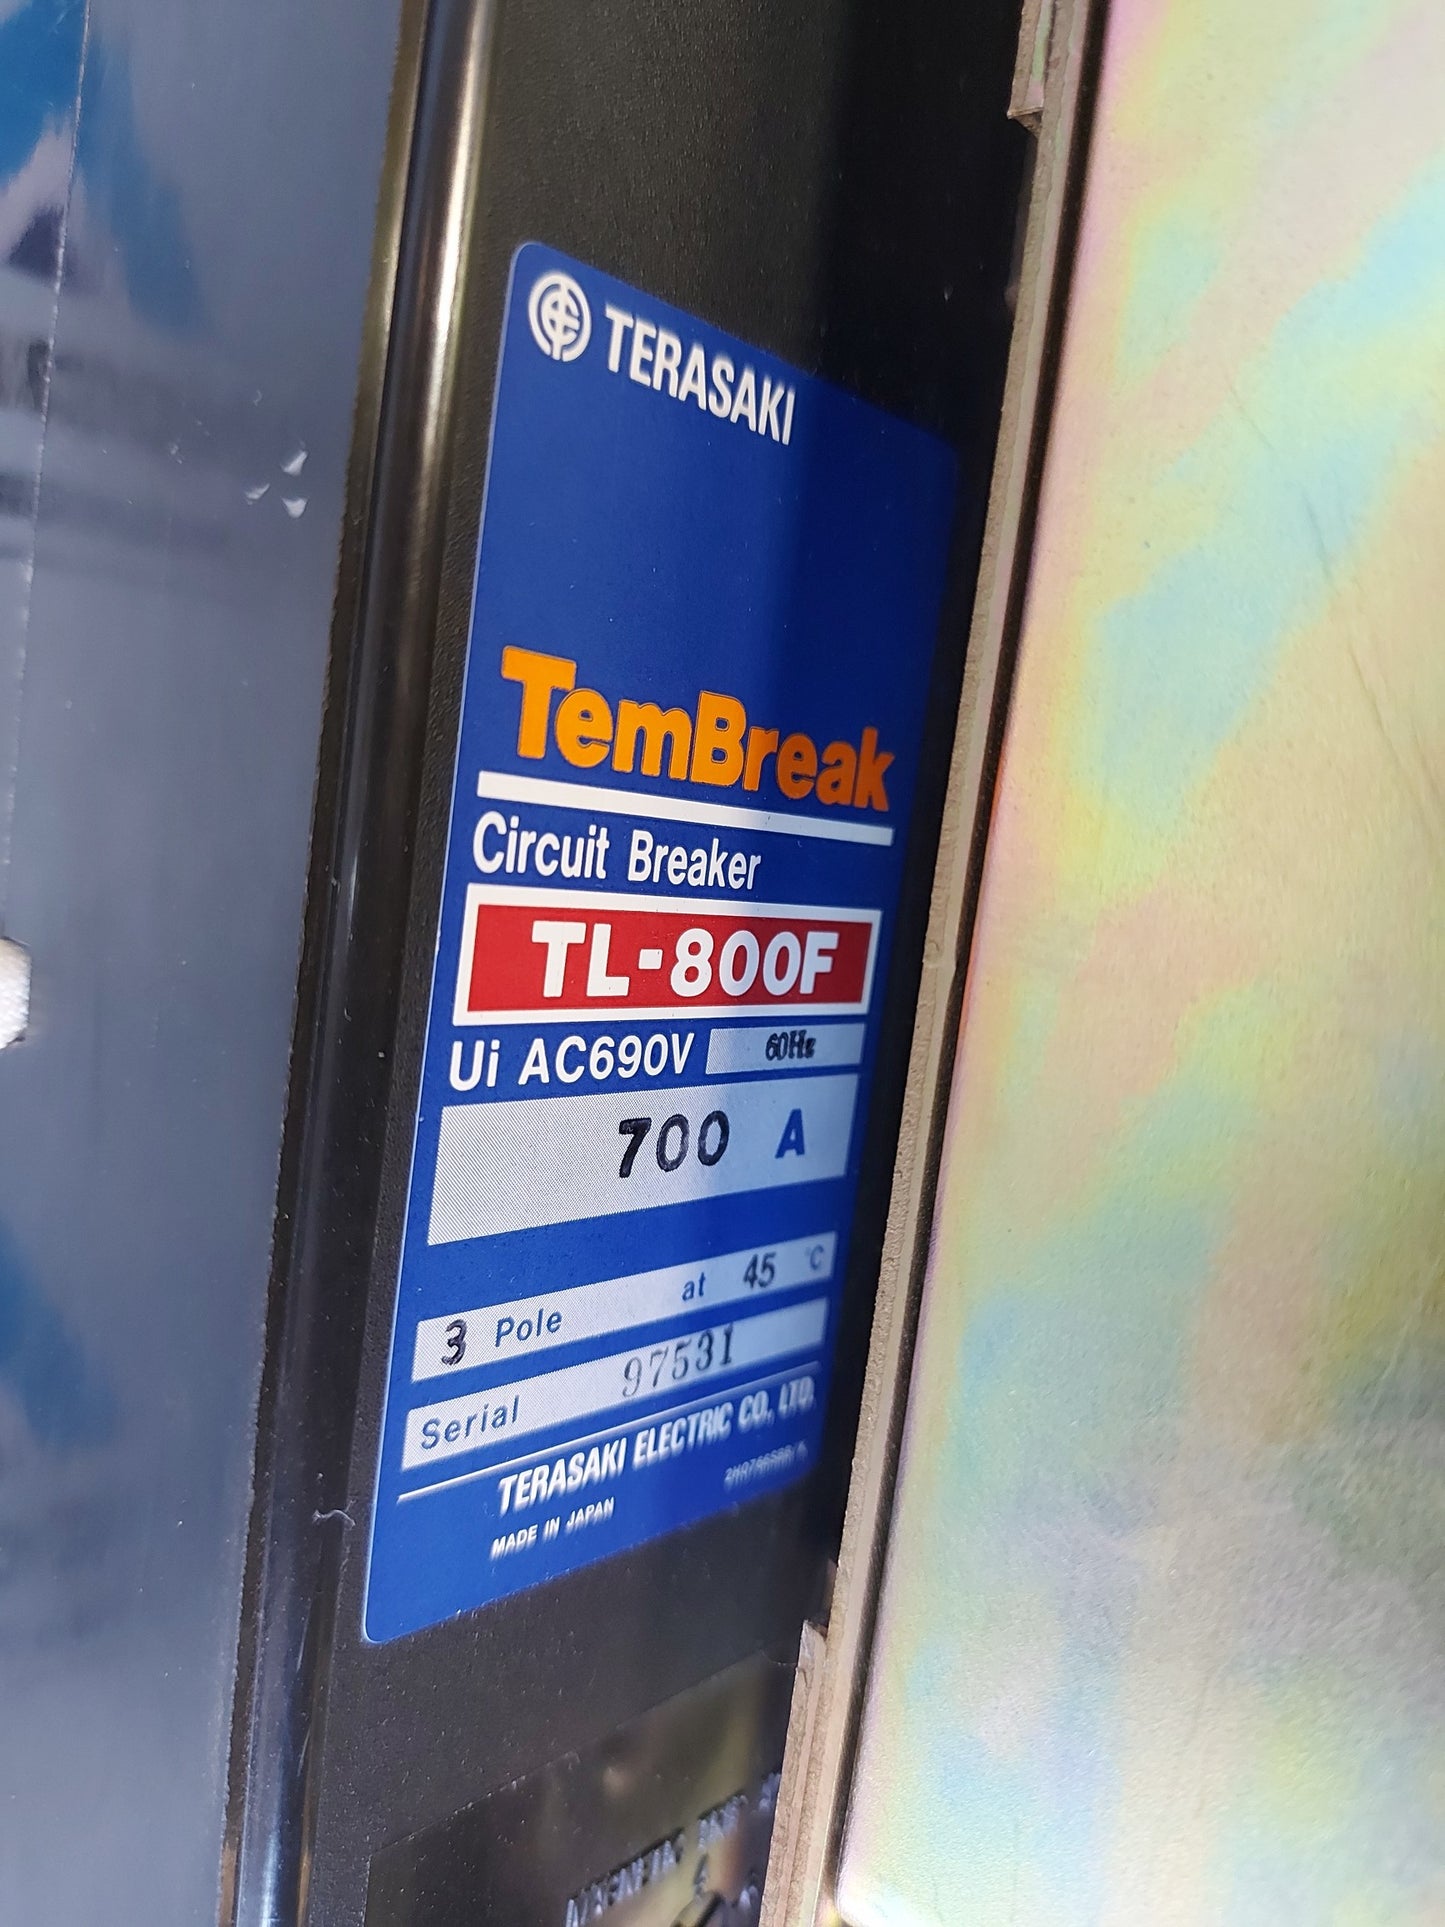 TERASAKI
TemBreak
Circuit Breaker
TL-800F
Ui AC690V 60Hz
700 A
3 Pole at 45 °C
Serial 97531
TERASAKI ELECTRIC CO., LTD.
MADE IN JAPAN
MAGNETIC